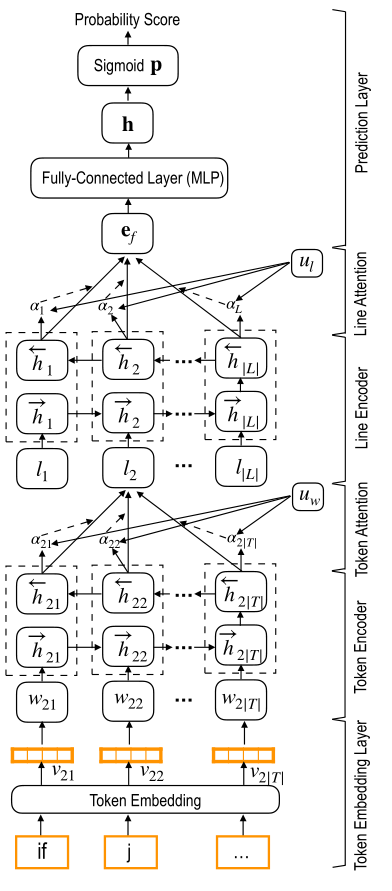 Probability Score
Sigmoid p
h
Fully-Connected Layer (MLP)
e_f
u_l
α_1 α_2 α_L
←h_1 ←h_2 ... ←h_|L|
→h_1 →h_2 ... →h_|L|
l_1 l_2 ... l_|L|
u_w
α_21 α_22 α_2|T|
←h_21 ←h_22 ... ←h_2|T|
→h_21 →h_22 ... →h_2|T|
w_21 w_22 ... w_2|T|
v_21 v_22 v_2|T|
Token Embedding
if j ...
Prediction Layer
Line Attention
Line Encoder
Token Attention
Token Encoder
Token Embedding Layer